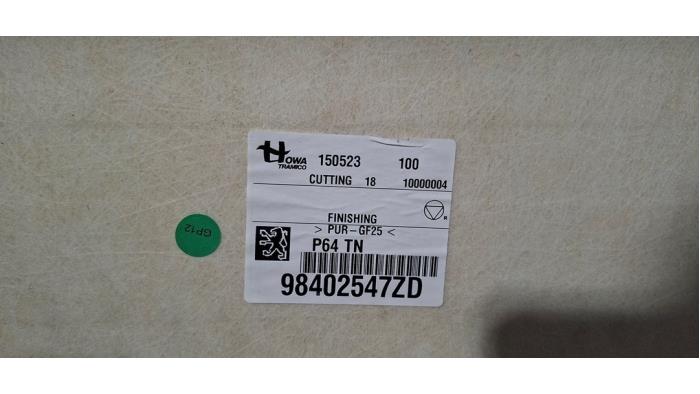 HOWA
TRAMICO
150523 100
CUTTING 18 10000004
R
FINISHING
> PUR-GF25 <
P64 TN
98402547ZD
GP12